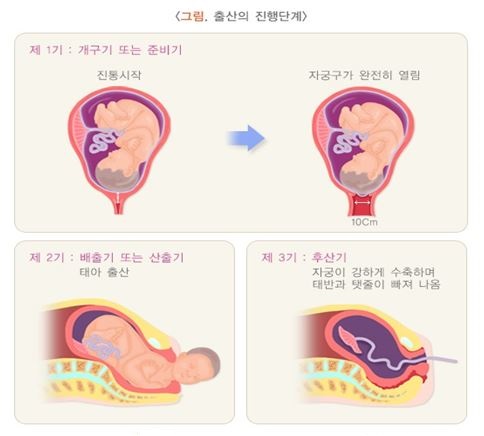 <그림. 출산의 진행단계>
제 1기 : 개구기 또는 준비기
진통시작
자궁구가 완전히 열림
10Cm
제 2기 : 배출기 또는 산출기
태아 출산
제 3기 : 후산기
자궁이 강하게 수축하며
태반과 탯줄이 빠져 나옴